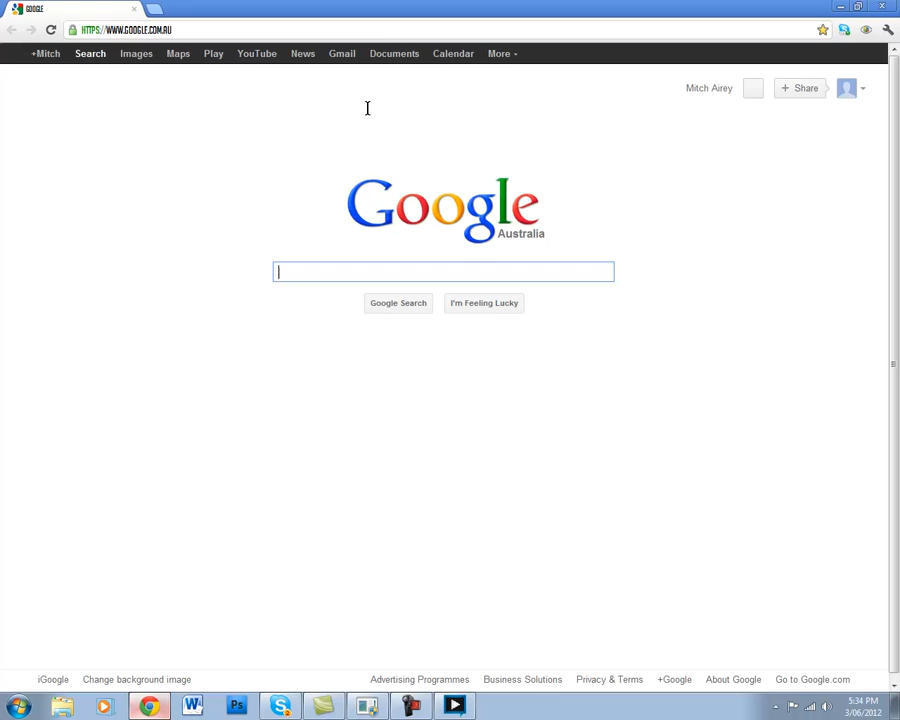 GOOGLE
HTTPS://WWW.GOOGLE.COM.AU
+Mitch Search Images Maps Play YouTube News Gmail Documents Calendar More
Mitch Airey + Share
Google
Australia
Google Search I'm Feeling Lucky
iGoogle Change background image Advertising Programmes Business Solutions Privacy & Terms +Google About Google Go to Google.com
W Ps S
5:34 PM
3/06/2012